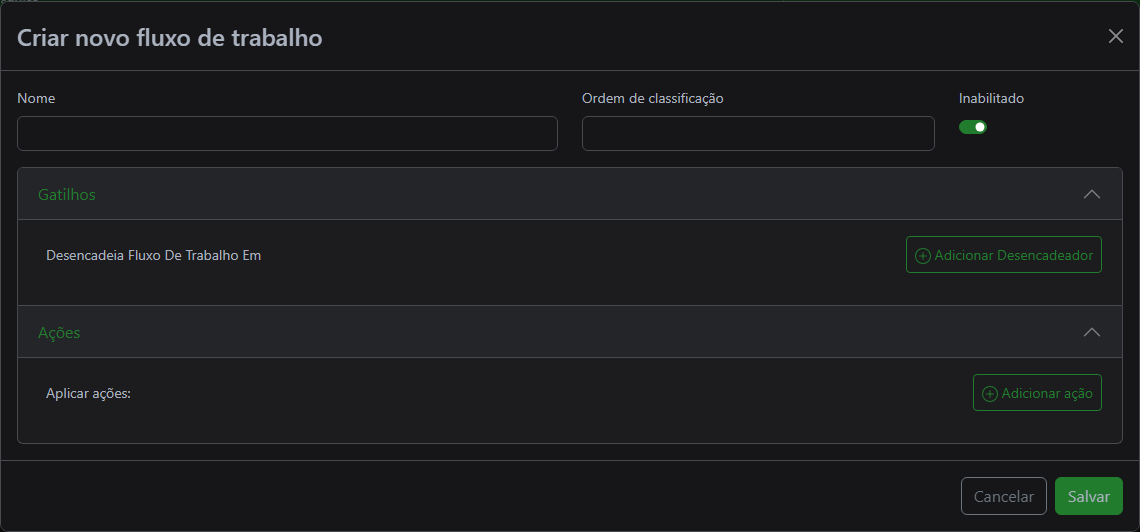 Criar novo fluxo de trabalho
Nome
Ordem de classificação
Inabilitado
Gatilhos
Desencadeia Fluxo De Trabalho Em
Adicionar Desencadeador
Ações
Aplicar ações:
Adicionar ação
Cancelar
Salvar